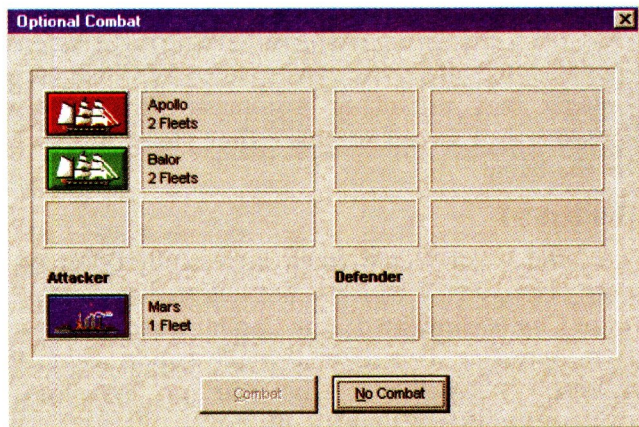 Optional Combat
Apollo
2 Fleets
Balor
2 Fleets
Attacker
Defender
Mars
1 Fleet
Combat
No Combat